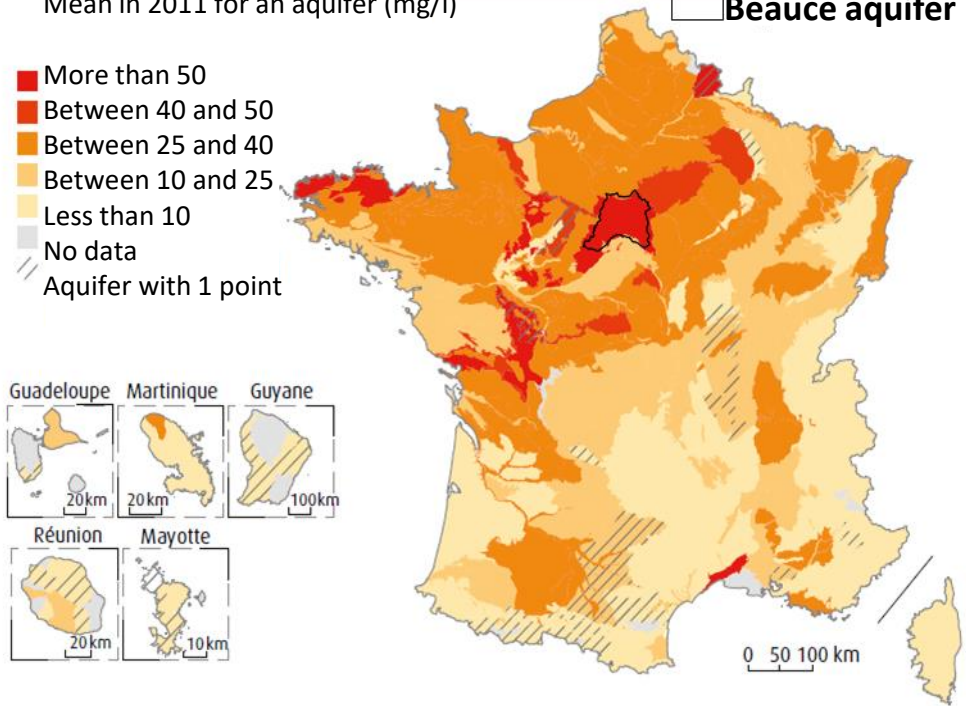 Mean in 2011 for an aquifer (mg/l)
Beauce aquifer
More than 50
Between 40 and 50
Between 25 and 40
Between 10 and 25
Less than 10
No data
Aquifer with 1 point
Guadeloupe Martinique Guyane
20km 20km 100km
Réunion Mayotte
20km 10km
0 50 100 km